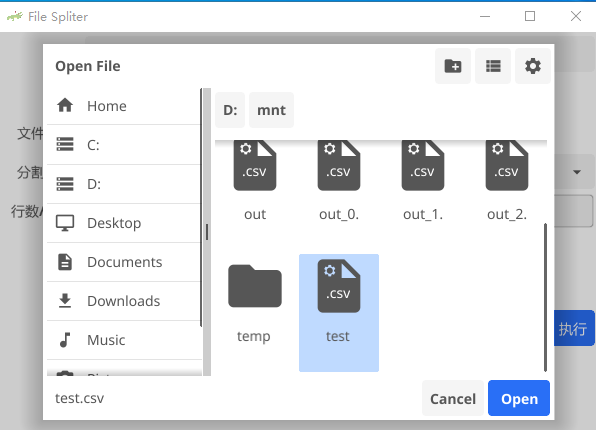 File Spliter
Open File
Home
C:
D:
Desktop
Documents
Downloads
Music
D: mnt
.csv .csv .csv .csv
out out_0. out_1. out_2.
.csv
temp test
文件
分割
行数
执行
test.csv
Cancel Open